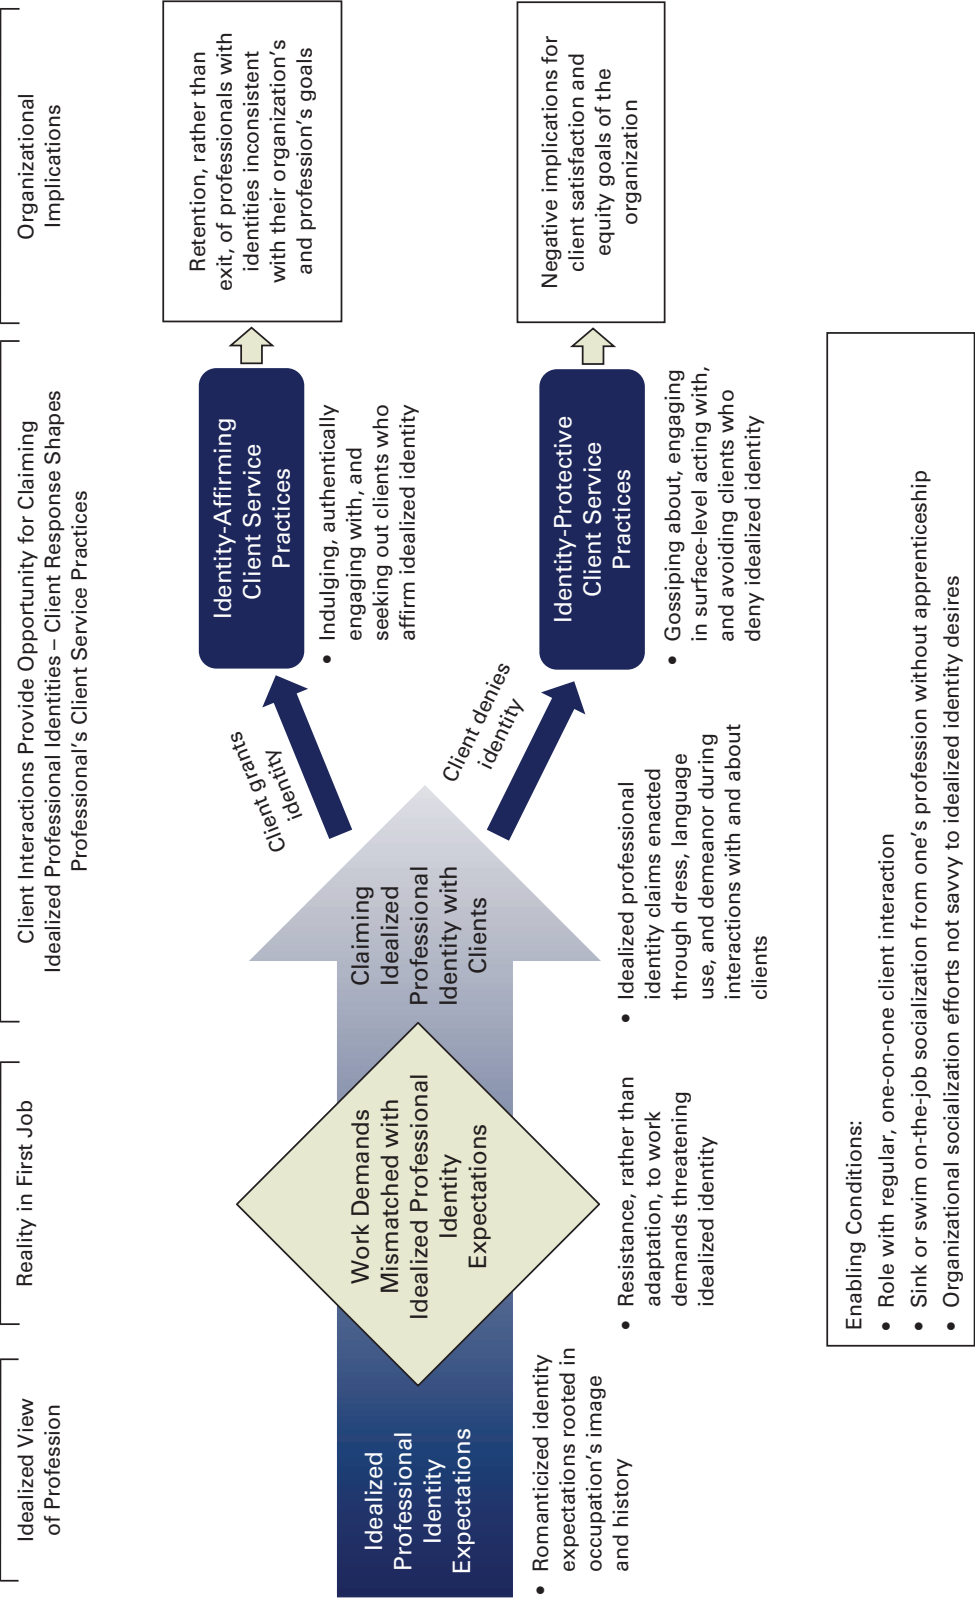 Idealized View
of Profession
Reality in First Job
Client Interactions Provide Opportunity for Claiming
Idealized Professional Identities – Client Response Shapes
Professional's Client Service Practices
Organizational
Implications
Idealized
Professional
Identity
Expectations
• Romanticized identity
expectations rooted in
occupation's image
and history
Work Demands
Mismatched with
Idealized Professional
Identity
Expectations
• Resistance, rather than
adaptation, to work
demands threatening
idealized identity
Claiming
Idealized
Professional
Identity with
Clients
• Idealized professional
identity claims enacted
through dress, language
use, and demeanor during
interactions with and about
clients
Client grants
identity
Client denies
identity
Identity-Affirming
Client Service
Practices
• Indulging, authentically
engaging with, and
seeking out clients who
affirm idealized identity
Identity-Protective
Client Service
Practices
• Gossiping about, engaging
in surface-level acting with,
and avoiding clients who
deny idealized identity
Retention, rather than
exit, of professionals with
identities inconsistent
with their organization's
and profession's goals
Negative implications for
client satisfaction and
equity goals of the
organization
Enabling Conditions:
• Role with regular, one-on-one client interaction
• Sink or swim on-the-job socialization from one's profession without apprenticeship
• Organizational socialization efforts not savvy to idealized identity desires